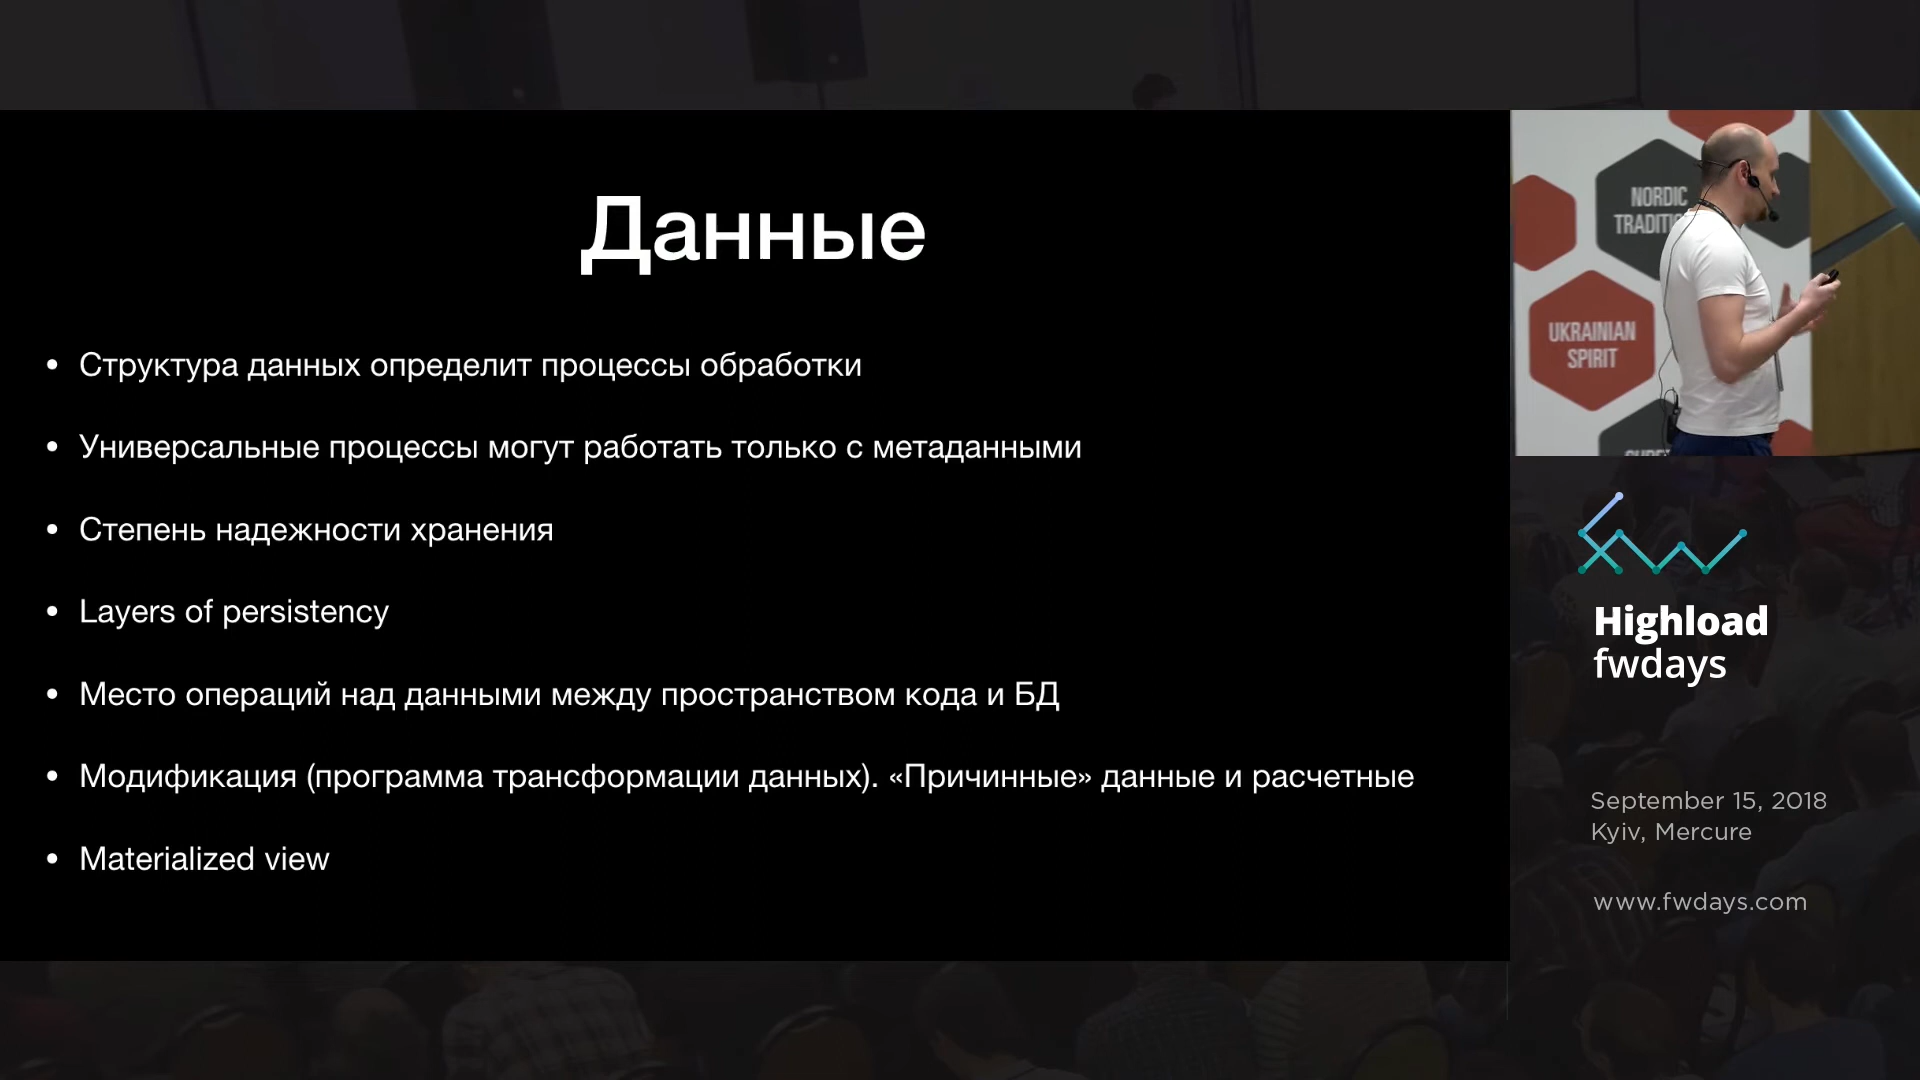 Данные
• Структура данных определит процессы обработки
• Универсальные процессы могут работать только с метаданными
• Степень надежности хранения
• Layers of persistency
• Место операций над данными между пространством кода и БД
• Модификация (программа трансформации данных). «Причинные» данные и расчетные
• Materialized view
NORDIC
UKRAINIAN
SPIRIT
Highload
fwdays
September 15, 2018
Kyiv, Mercure
www.fwdays.com